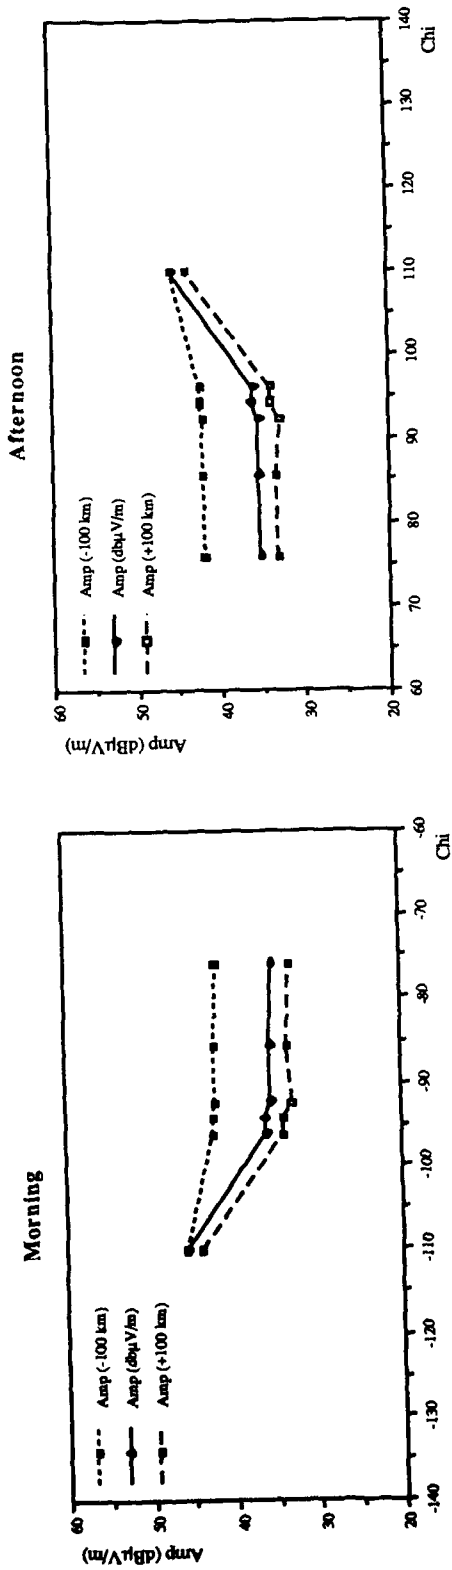 Morning
Amp (dBµV/m)
60
50
40
30
20
Amp (-100 km)
Amp (dbµV/m)
Amp (+100 km)
-140
-130
-120
-110
-100
-90
-80
-70
-60
Chi
Afternoon
Amp (dBµV/m)
60
50
40
30
20
Amp (-100 km)
Amp (dbµV/m)
Amp (+100 km)
60
70
80
90
100
110
120
130
140
Chi